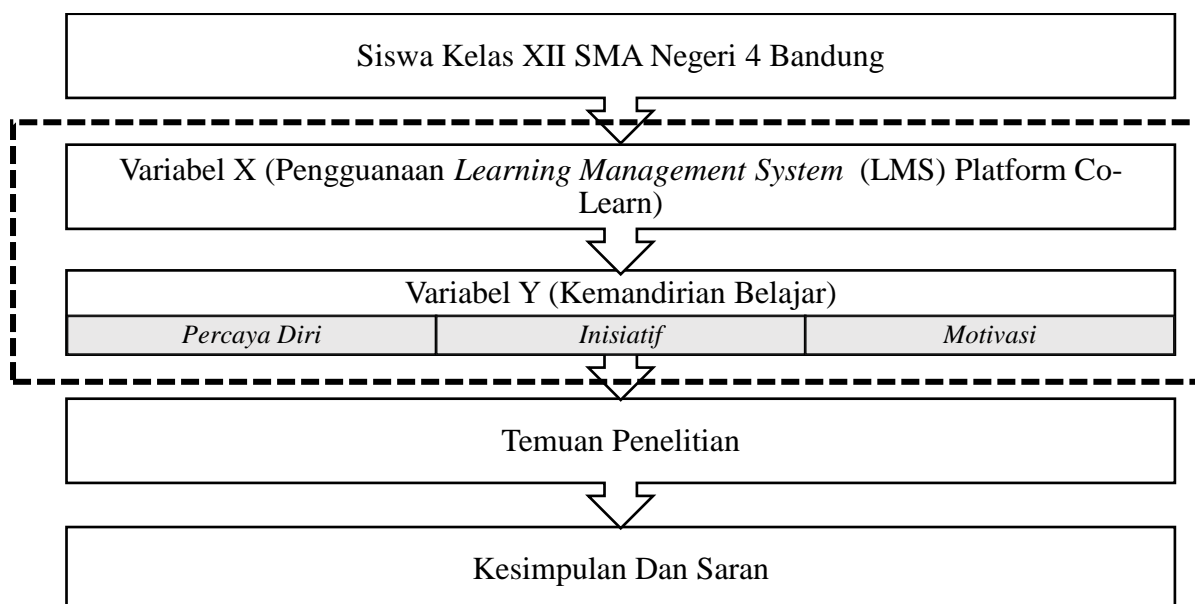 Siswa Kelas XII SMA Negeri 4 Bandung
Variabel X (Pengguanaan Learning Management System (LMS) Platform Co-
Learn)
Variabel Y (Kemandirian Belajar)
Percaya Diri
Inisiatif
Motivasi
Temuan Penelitian
Kesimpulan Dan Saran